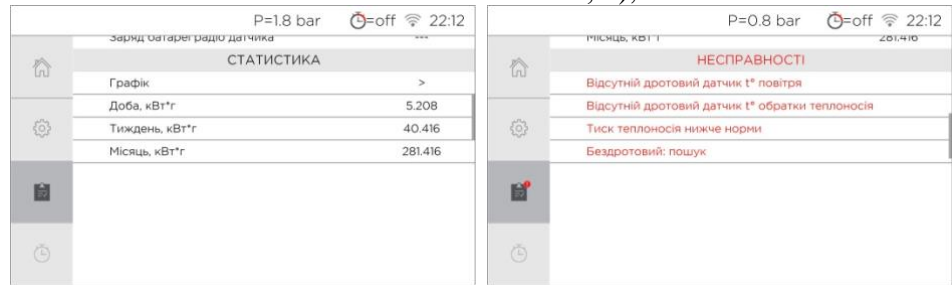 P=1.8 bar =off 22:12
Заряд батареї радіо датчика ---
СТАТИСТИКА
Графік >
Доба, кВт*г 5.208
Тиждень, кВт*г 40.416
Місяць, кВт*г 281.416
P=0.8 bar =off 22:12
Місяць, кВт*г 281.416
НЕСПРАВНОСТІ
Відсутній дротовий датчик t° повітря
Відсутній дротовий датчик t° обратки теплоносія
Тиск теплоносія нижче норми
Бездротовий: пошук